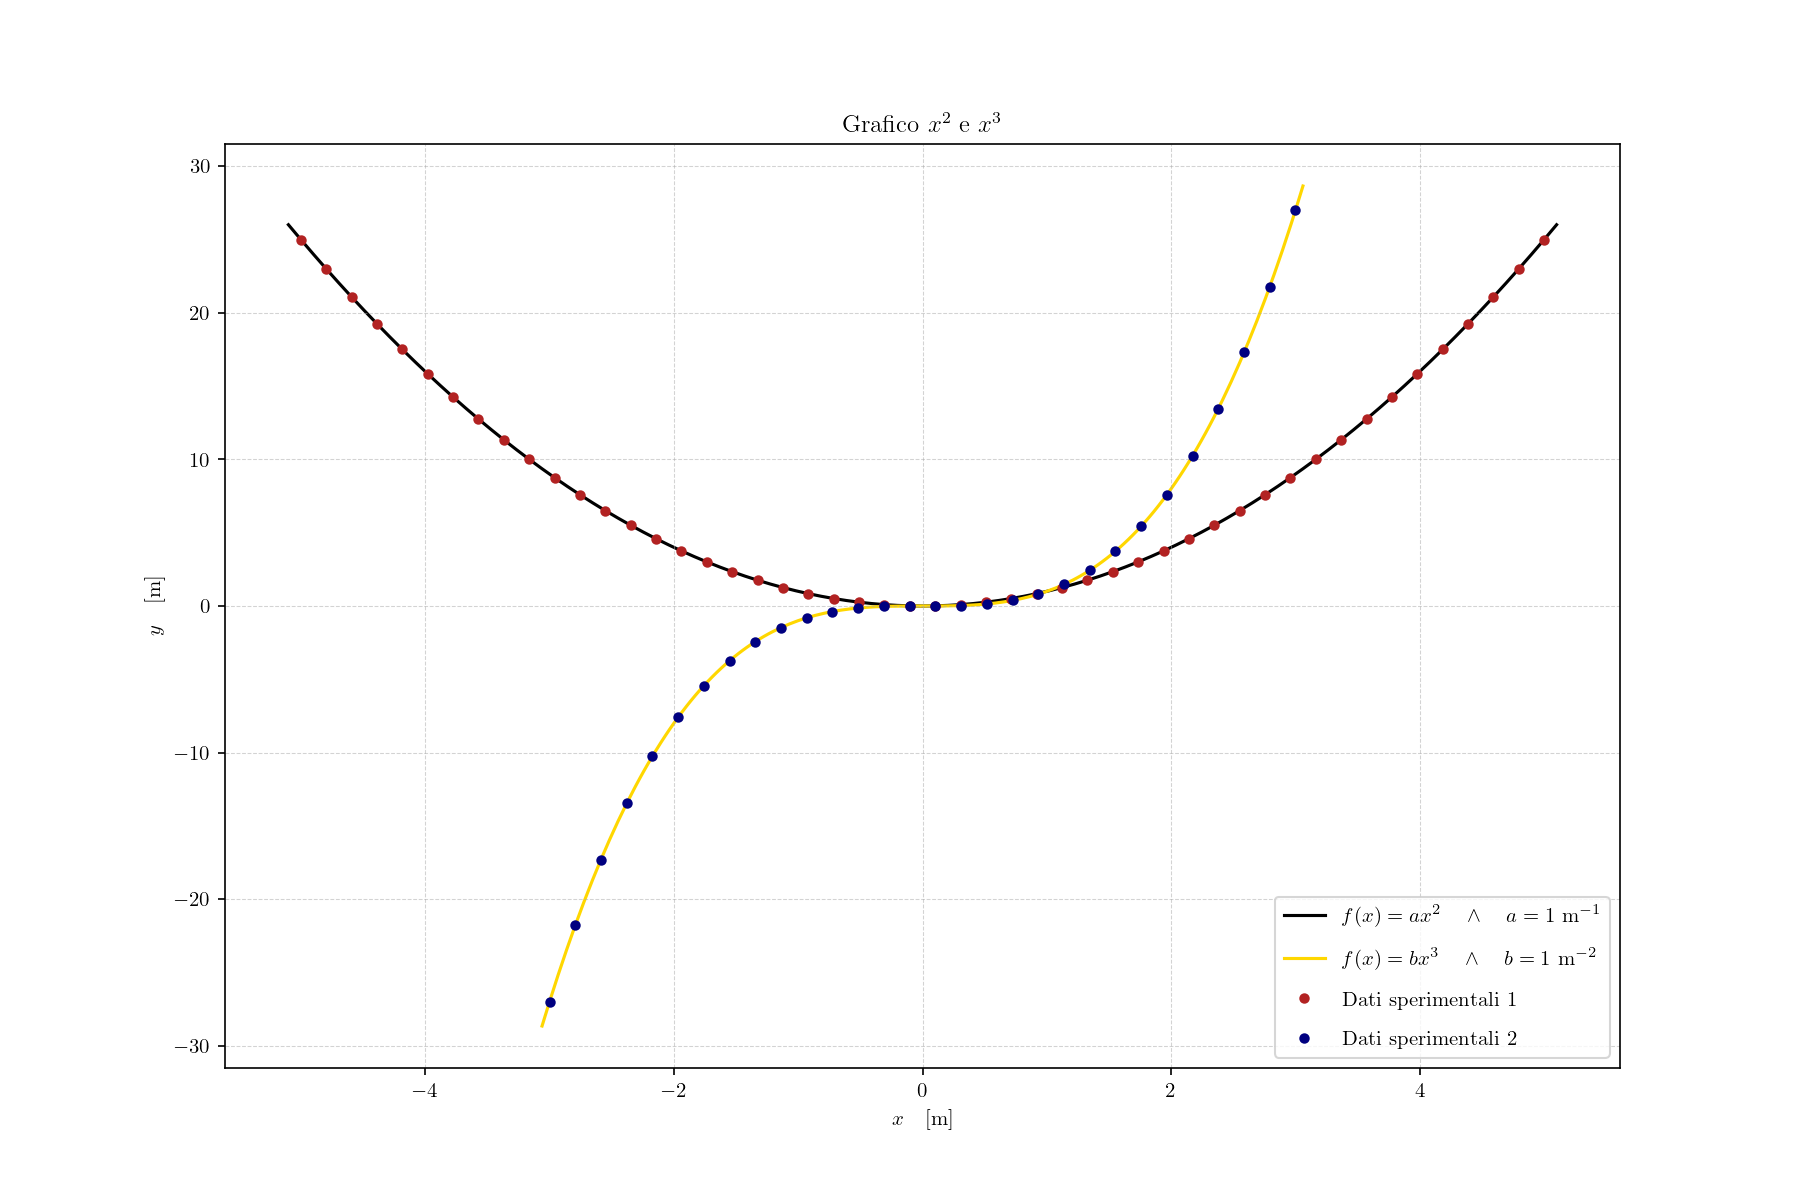 Grafico x² e x³
30
20
10
0
−10
−20
−30
y [m]
−4
−2
0
2
4
x [m]
f(x) = ax² ∧ a = 1 m⁻¹
f(x) = bx³ ∧ b = 1 m⁻²
Dati sperimentali 1
Dati sperimentali 2